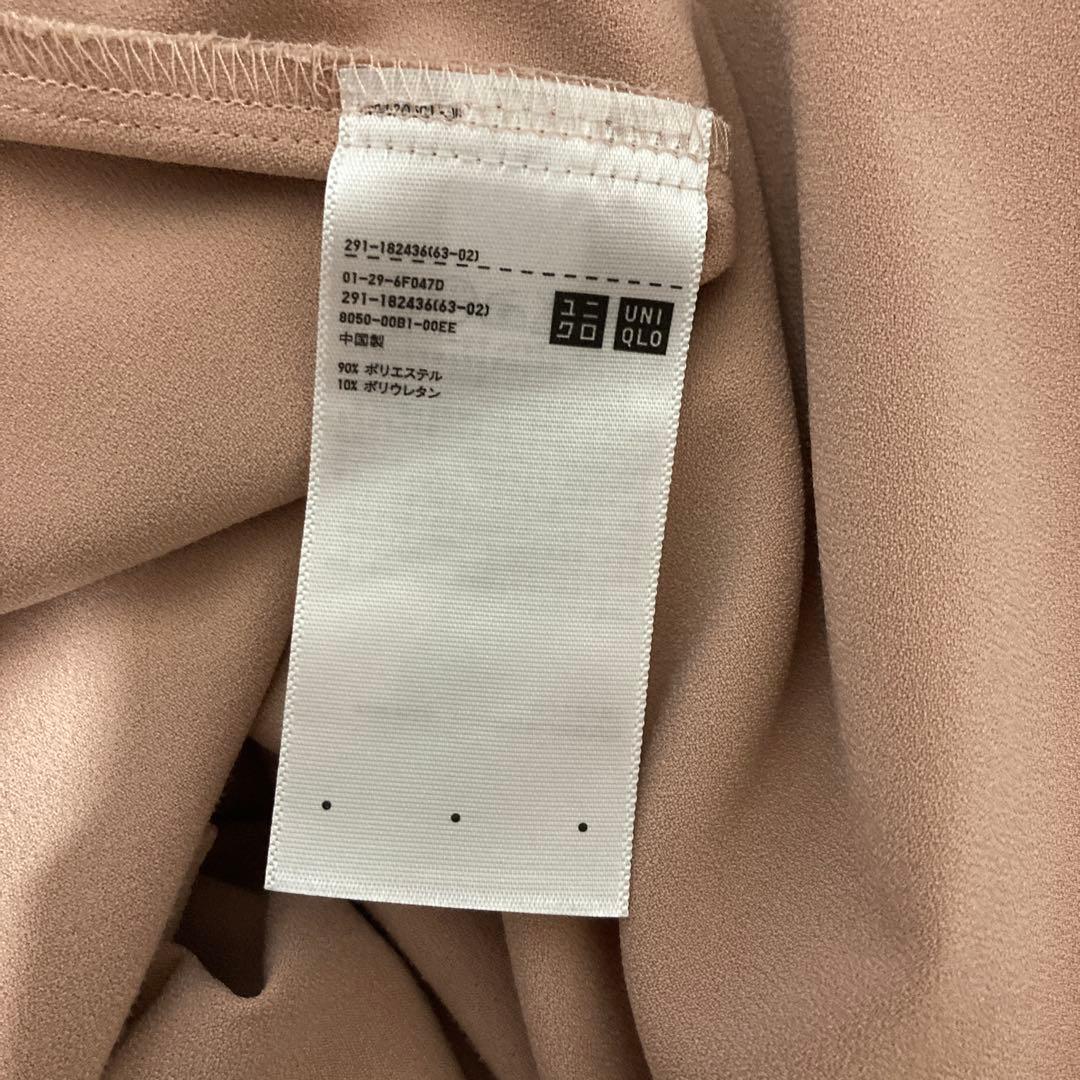 291-182436(63-02)
01-29-6F047D
291-182436(63-02)
8050-00B1-00EE
中国製
90% ポリエステル
10% ポリウレタン
ユニ
クロ
UNI
QLO